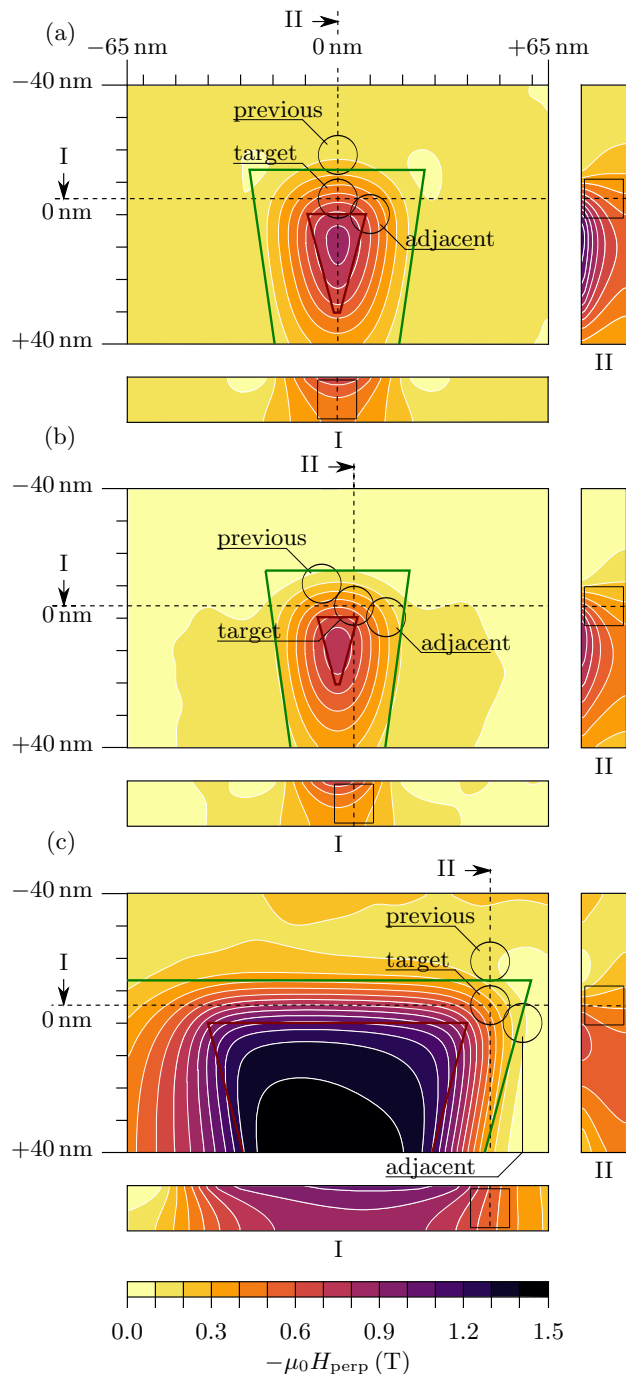 II
(a)
−65 nm 0 nm +65 nm
−40 nm
previous
I
target
0 nm
adjacent
+40 nm
II
I
(b)
II
−40 nm
previous
I
0 nm
target
adjacent
+40 nm
II
I
(c)
II
−40 nm
previous
I
target
0 nm
+40 nm
adjacent
II
I
0.0 0.3 0.6 0.9 1.2 1.5
−μ₀H_perp (T)